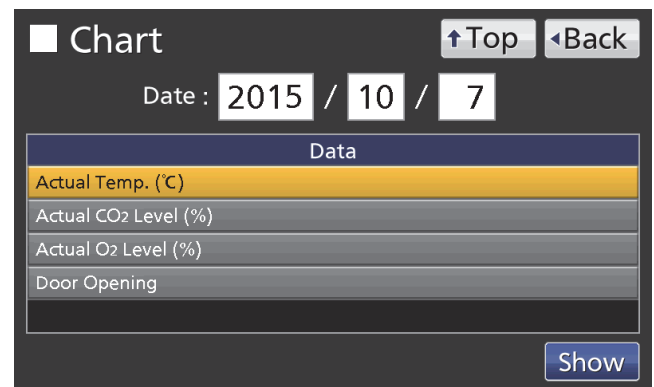 Chart
↑Top
◂Back
Date : 2015 / 10 / 7
Data
Actual Temp. (℃)
Actual CO2 Level (%)
Actual O2 Level (%)
Door Opening
Show